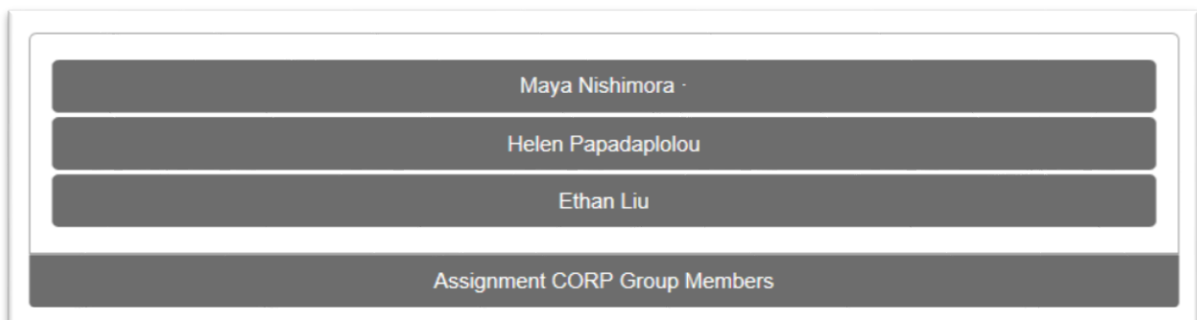 Maya Nishimora ·
Helen Papadaplolou
Ethan Liu
Assignment CORP Group Members